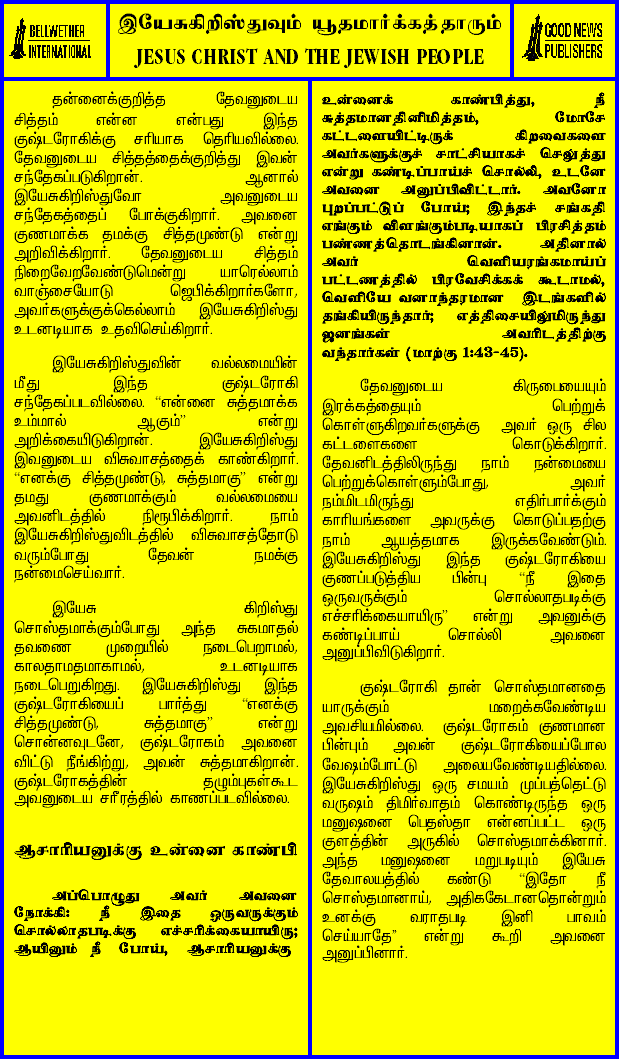 BELLWETHER
INTERNATIONAL
இயேசுகிறிஸ்துவும் யூதமார்க்கத்தாரும்
JESUS CHRIST AND THE JEWISH PEOPLE
GOOD NEWS
PUBLISHERS
தன்னைக்குறித்த தேவனுடைய
சித்தம் என்ன என்பது இந்த
குஷ்டரோகிக்கு சரியாக தெரியவில்லை.
தேவனுடைய சித்தத்தைக்குறித்து இவன்
சந்தேகப்படுகிறான். ஆனால்
இயேசுகிறிஸ்துவோ அவனுடைய
சந்தேகத்தைப் போக்குகிறார். அவனை
குணமாக்க தமக்கு சித்தமுண்டு என்று
அறிவிக்கிறார். தேவனுடைய சித்தம்
நிறைவேறவேண்டுமென்று யாரெல்லாம்
வாஞ்சையோடு ஜெபிக்கிறார்களோ,
அவர்களுக்குக்கெல்லாம் இயேசுகிறிஸ்து
உடனடியாக உதவிசெய்கிறார்.
இயேசுகிறிஸ்துவின் வல்லமையின்
மீது இந்த குஷ்டரோகி
சந்தேகப்படவில்லை. “என்னை சுத்தமாக்க
உம்மால் ஆகும்” என்று
அறிக்கையிடுகிறான். இயேசுகிறிஸ்து
இவனுடைய விசுவாசத்தைக் காண்கிறார்.
“எனக்கு சித்தமுண்டு, சுத்தமாகு” என்று
தமது குணமாக்கும் வல்லமையை
அவனிடத்தில் நிரூபிக்கிறார். நாம்
இயேசுகிறிஸ்துவிடத்தில் விசுவாசத்தோடு
வரும்போது தேவன் நமக்கு
நன்மைசெய்வார்.
இயேசு கிறிஸ்து
சொஸ்தமாக்கும்போது அந்த சுகமாதல்
தவணை முறையில் நடைபெறாமல்,
காலதாமதமாகாமல், உடனடியாக
நடைபெறுகிறது. இயேசுகிறிஸ்து இந்த
குஷ்டரோகியைப் பார்த்து “எனக்கு
சித்தமுண்டு, சுத்தமாகு” என்று
சொன்னவுடனே, குஷ்டரோகம் அவனை
விட்டு நீங்கிற்று, அவன் சுத்தமாகிறான்.
குஷ்டரோகத்தின் தழும்புகள்கூட
அவனுடைய சரீரத்தில் காணப்படவில்லை.
ஆசாரியனுக்கு உன்னை காண்பி
அப்பொழுது அவர் அவனை
நோக்கி: நீ இதை ஒருவருக்கும்
சொல்லாதபடிக்கு எச்சரிக்கையாயிரு;
ஆயினும் நீ போய், ஆசாரியனுக்கு
உன்னைக் காண்பித்து, நீ
சுத்தமானதினிமித்தம், மோசே
கட்டளையிட்டிருக் கிறவைகளை
அவர்களுக்குச் சாட்சியாகச் செலுத்து
என்று கண்டிப்பாய்ச் சொல்லி, உடனே
அவனை அனுப்பிவிட்டார். அவனோ
புறப்பட்டுப் போய்; இந்தச் சங்கதி
எங்கும் விளங்கும்படியாகப் பிரசித்தம்
பண்ணத்தொடங்கினான். அதினால்
அவர் வெளியரங்கமாய்ப்
பட்டணத்தில் பிரவேசிக்கக் கூடாமல்,
வெளியே வனாந்தரமான இடங்களில்
தங்கியிருந்தார்; எத்திசையிலுமிருந்து
ஜனங்கள் அவரிடத்திற்கு
வந்தார்கள் (மாற்கு 1:43-45).
தேவனுடைய கிருபையையும்
இரக்கத்தையும் பெற்றுக்
கொள்ளுகிறவர்களுக்கு அவர் ஒரு சில
கட்டளைகளை கொடுக்கிறார்.
தேவனிடத்திலிருந்து நாம் நன்மையை
பெற்றுக்கொள்ளும்போது, அவர்
நம்மிடமிருந்து எதிர்பார்க்கும்
காரியங்களை அவருக்கு கொடுப்பதற்கு
நாம் ஆயத்தமாக இருக்கவேண்டும்.
இயேசுகிறிஸ்து இந்த குஷ்டரோகியை
குணப்படுத்திய பின்பு “நீ இதை
ஒருவருக்கும் சொல்லாதபடிக்கு
எச்சரிக்கையாயிரு” என்று அவனுக்கு
கண்டிப்பாய் சொல்லி அவனை
அனுப்பிவிடுகிறார்.
குஷ்டரோகி தான் சொஸ்தமானதை
யாருக்கும் மறைக்கவேண்டிய
அவசியமில்லை. குஷ்டரோகம் குணமான
பின்பும் அவன் குஷ்டரோகியைப்போல
வேஷம்போட்டு அலையவேண்டியதில்லை.
இயேசுகிறிஸ்து ஒரு சமயம் முப்பத்தெட்டு
வருஷம் திமிர்வாதம் கொண்டிருந்த ஒரு
மனுஷனை பெதஸ்தா என்னப்பட்ட ஒரு
குளத்தின் அருகில் சொஸ்தமாக்கினார்.
அந்த மனுஷனை மறுபடியும் இயேசு
தேவாலயத்தில் கண்டு “இதோ நீ
சொஸ்தமானாய், அதிககேடானதொன்றும்
உனக்கு வராதபடி இனி பாவம்
செய்யாதே” என்று கூறி அவனை
அனுப்பினார்.